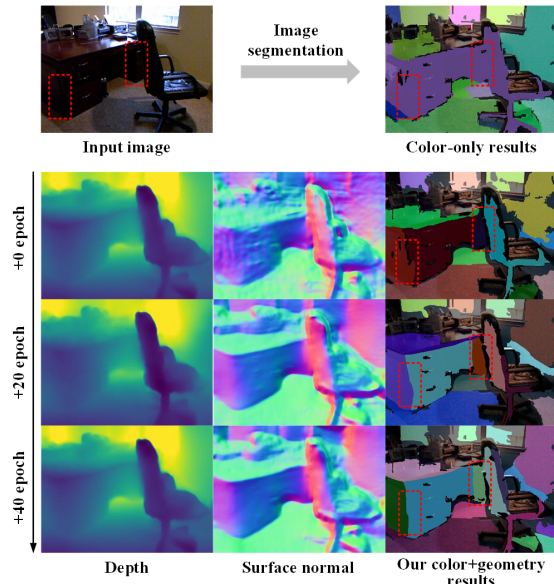 Image
segmentation
Input image
Color-only results
+0 epoch
+20 epoch
+40 epoch
Depth
Surface normal
Our color+geometry
results